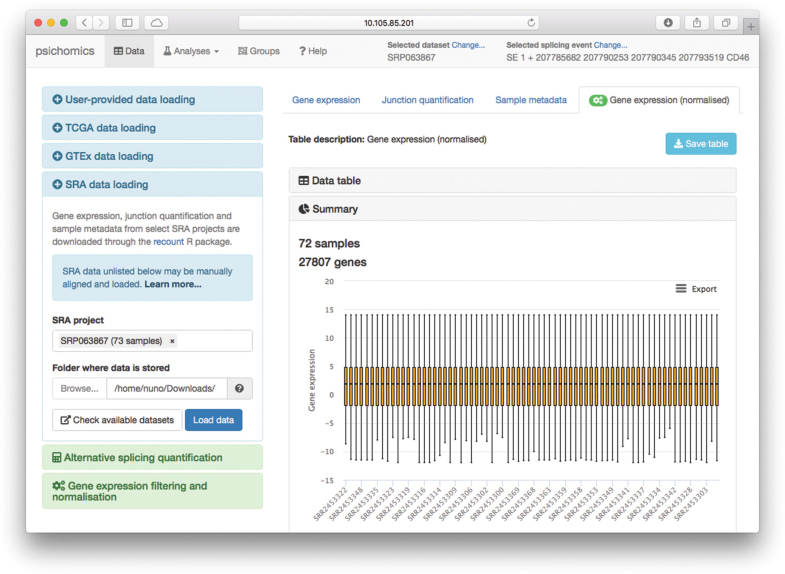 10.105.85.201
psichomics
Data
Analyses
Groups
? Help
Selected dataset Change...
SRP063867
Selected splicing event Change...
SE 1 + 207785682 207790253 207790345 207793519 CD46
User-provided data loading
TCGA data loading
GTEx data loading
SRA data loading
Gene expression, junction quantification and
sample metadata from select SRA projects are
downloaded through the recount R package.
SRA data unlisted below may be manually
aligned and loaded. Learn more...
SRA project
SRP063867 (73 samples) ×
Folder where data is stored
Browse... /home/nuno/Downloads/ ?
Check available datasets
Load data
Alternative splicing quantification
Gene expression filtering and
normalisation
Gene expression
Junction quantification
Sample metadata
Gene expression (normalised)
Table description: Gene expression (normalised)
Save table
Data table
Summary
72 samples
27807 genes
Export
Gene expression
20
15
10
5
0
−5
−10
−15
SRR2453322
SRR2453348
SRR2453335
SRR2453323
SRR2453319
SRR2453316
SRR2453314
SRR2453309
SRR2453306
SRR2453302
SRR2453300
SRR2453369
SRR2453368
SRR2453363
SRR2453359
SRR2453358
SRR2453353
SRR2453349
SRR2453341
SRR2453337
SRR2453334
SRR2453342
SRR2453328
SRR2453303